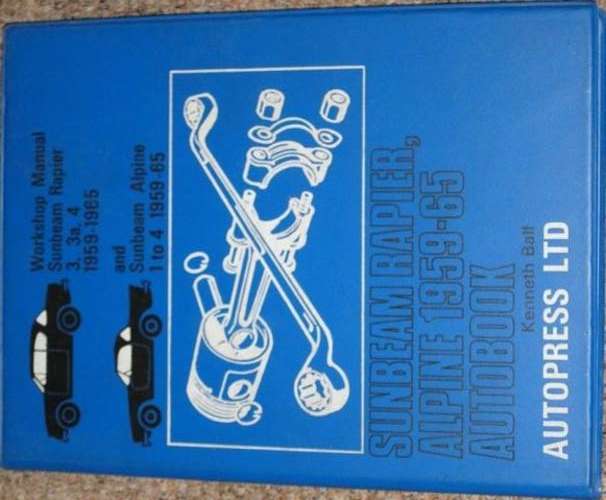 Workshop Manual
Sunbeam Rapier
3, 3a, 4
1959-1965
and
Sunbeam Alpine
1 to 4 1959-65
SUNBEAM RAPIER,
ALPINE 1959-65
AUTOBOOK
Kenneth Ball
AUTOPRESS LTD